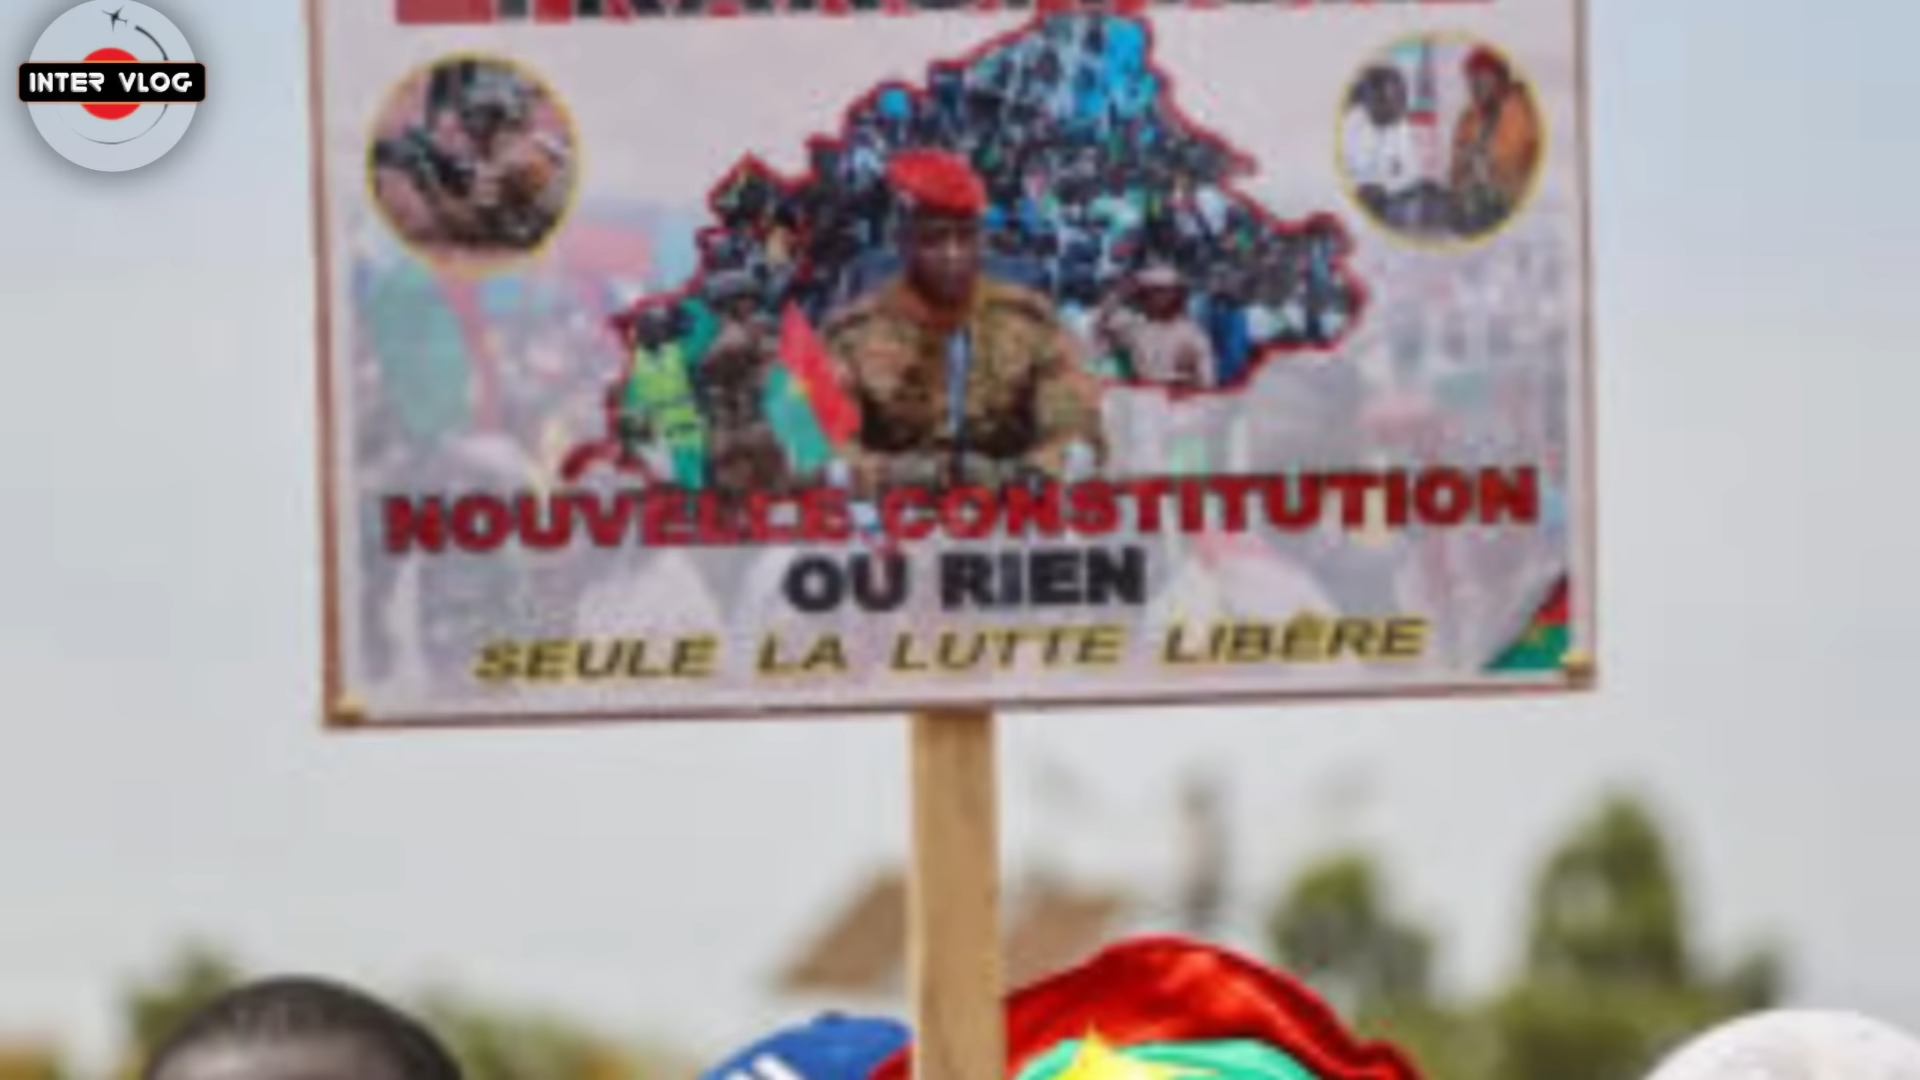 INTER VLOG
NOUVELLE CONSTITUTION
OU RIEN
SEULE LA LUTTE LIBÈRE